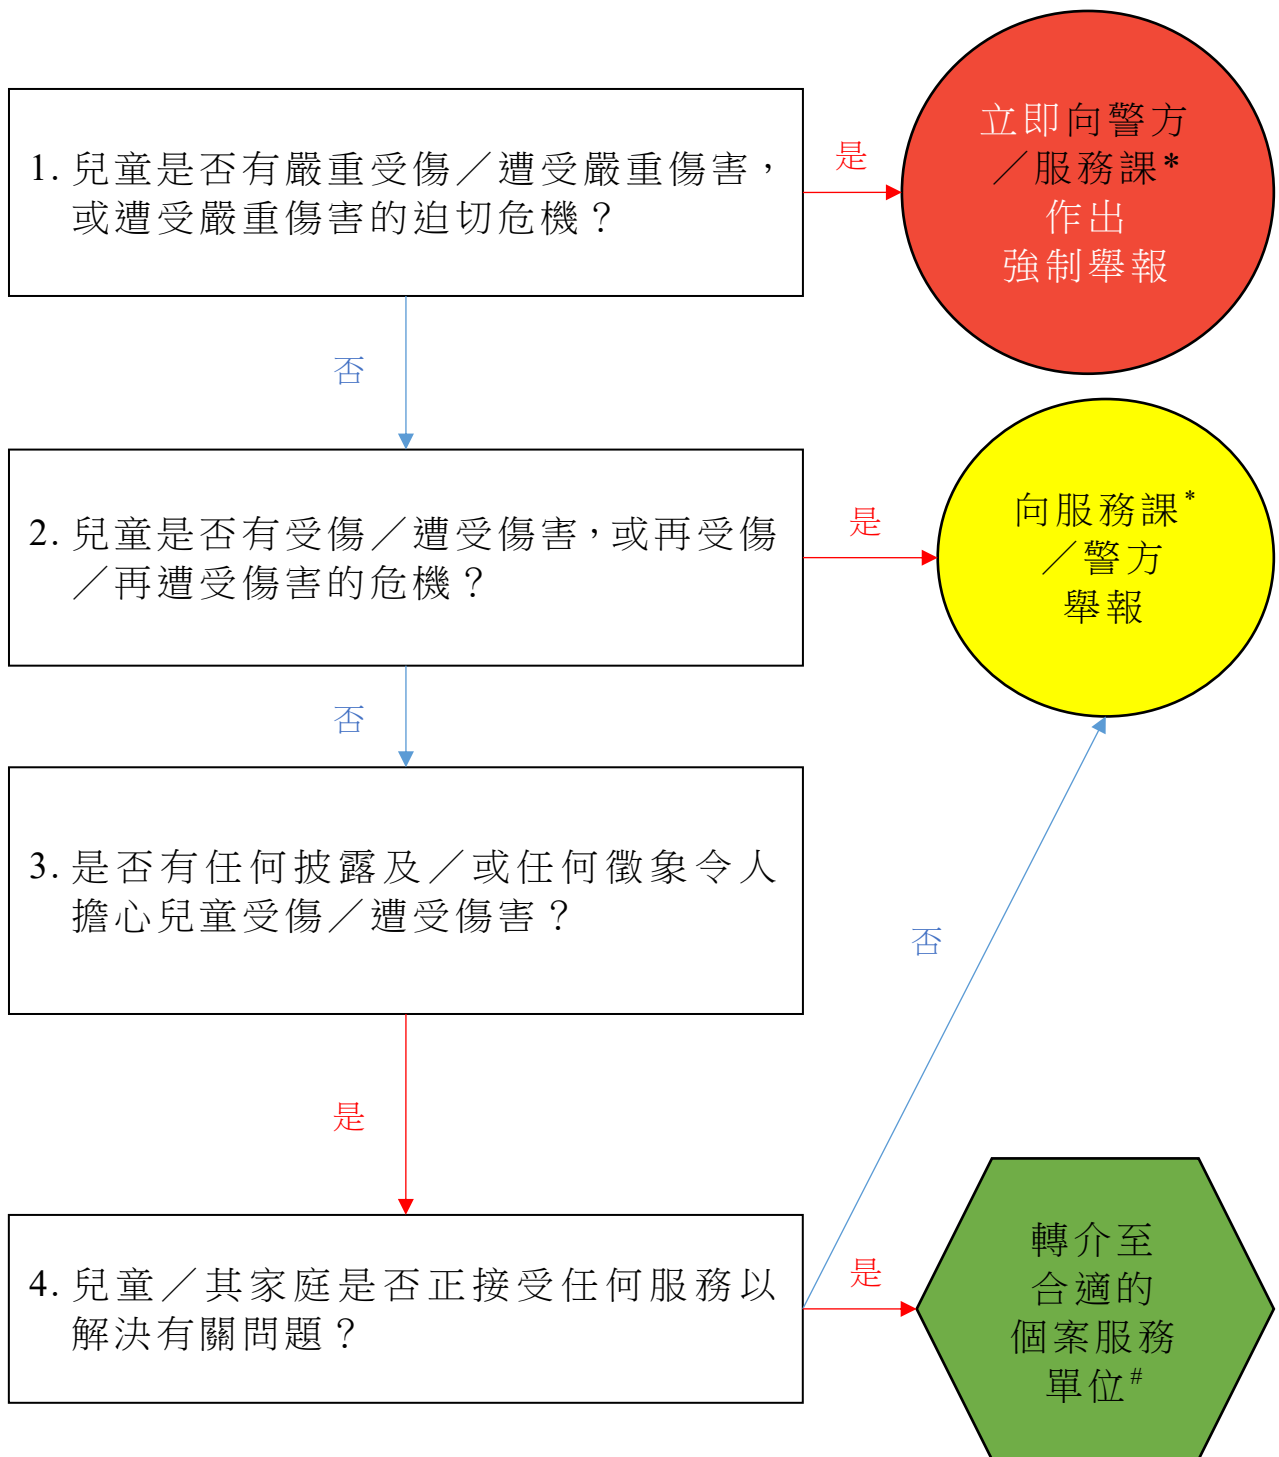 1. 兒童是否有嚴重受傷／遭受嚴重傷害，
或遭受嚴重傷害的迫切危機？
是
立即向警方
／服務課*
作出
強制舉報
否
2. 兒童是否有受傷／遭受傷害，或再受傷
／再遭受傷害的危機？
是
向服務課*
／警方
舉報
否
3. 是否有任何披露及／或任何徵象令人
擔心兒童受傷／遭受傷害？
否
是
4. 兒童／其家庭是否正接受任何服務以
解決有關問題？
是
轉介至
合適的
個案服務
單位#